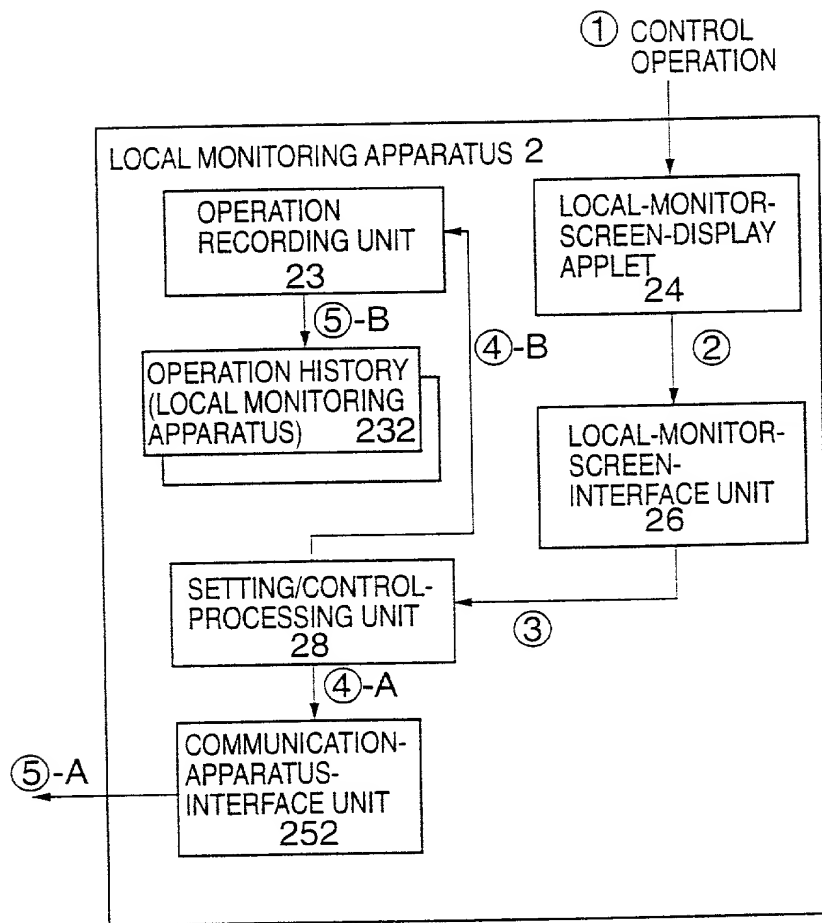 ① CONTROL
OPERATION
LOCAL MONITORING APPARATUS 2
OPERATION
RECORDING UNIT
23
LOCAL-MONITOR-
SCREEN-DISPLAY
APPLET
24
⑤-B
④-B
②
OPERATION HISTORY
(LOCAL MONITORING
APPARATUS) 232
LOCAL-MONITOR-
SCREEN-
INTERFACE UNIT
26
SETTING/CONTROL-
PROCESSING UNIT
28
③
④-A
COMMUNICATION-
APPARATUS-
INTERFACE UNIT
252
⑤-A